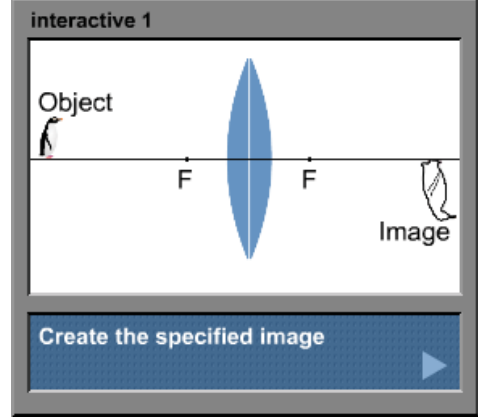 interactive 1
Object
F F
Image
Create the specified image